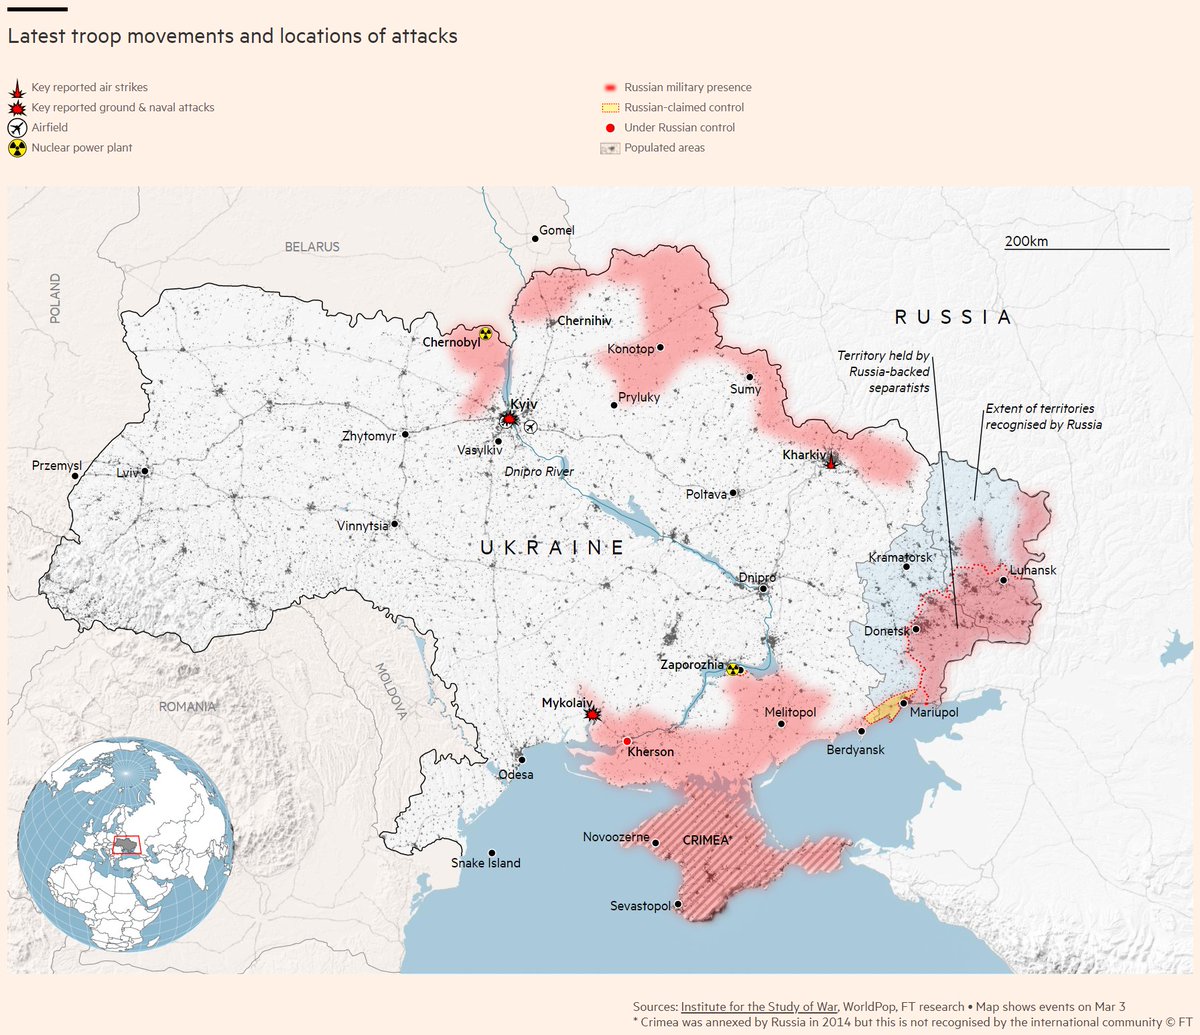 Latest troop movements and locations of attacks
Key reported air strikes
Key reported ground & naval attacks
Airfield
Nuclear power plant
Russian military presence
Russian-claimed control
Under Russian control
Populated areas
Gomel
BELARUS
200km
POLAND
RUSSIA
Chernihiv
Chernobyl
Konotop
Territory held by
Russia-backed
separatists
Sumy
Pryluky
Kyiv
Extent of territories
recognised by Russia
Zhytomyr
Vasylkiv
Kharkiv
Przemysl
Lviv
Dnipro River
Poltava
Vinnytsia
UKRAINE
Kramatorsk
Luhansk
Dnipro
Donetsk
Zaporozhia
MOLDOVA
ROMANIA
Mykolaiv
Melitopol
Mariupol
Kherson
Berdyansk
Odesa
Novoozerne
CRIMEA*
Snake Island
Sevastopol
Sources: Institute for the Study of War, WorldPop, FT research • Map shows events on Mar 3
* Crimea was annexed by Russia in 2014 but this is not recognised by the international community © FT